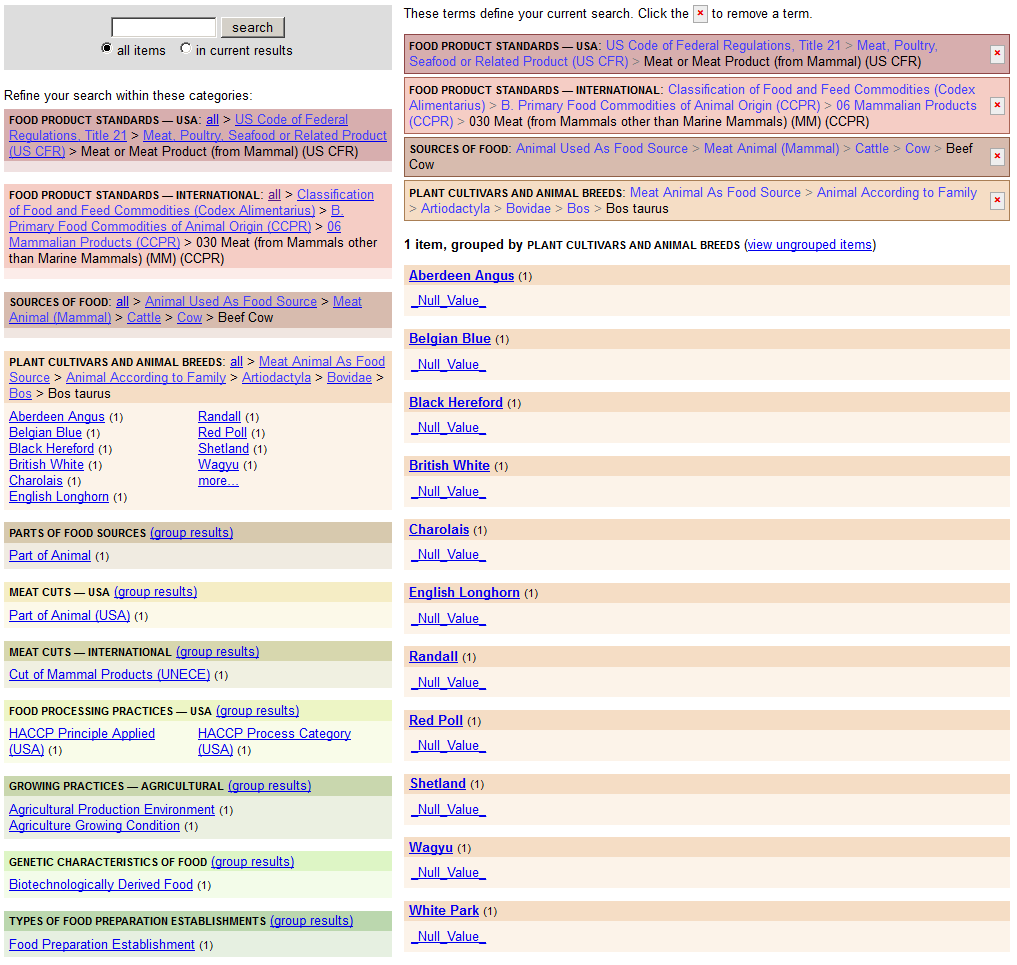 search
all items in current results
Refine your search within these categories:
FOOD PRODUCT STANDARDS — USA: all > US Code of Federal
Regulations, Title 21 > Meat, Poultry, Seafood or Related Product
(US CFR) > Meat or Meat Product (from Mammal) (US CFR)
FOOD PRODUCT STANDARDS — INTERNATIONAL: all > Classification
of Food and Feed Commodities (Codex Alimentarius) > B.
Primary Food Commodities of Animal Origin (CCPR) > 06
Mammalian Products (CCPR) > 030 Meat (from Mammals other
than Marine Mammals) (MM) (CCPR)
SOURCES OF FOOD: all > Animal Used As Food Source > Meat
Animal (Mammal) > Cattle > Cow > Beef Cow
PLANT CULTIVARS AND ANIMAL BREEDS: all > Meat Animal As Food
Source > Animal According to Family > Artiodactyla > Bovidae >
Bos > Bos taurus
Aberdeen Angus (1)
Belgian Blue (1)
Black Hereford (1)
British White (1)
Charolais (1)
English Longhorn (1)
Randall (1)
Red Poll (1)
Shetland (1)
Wagyu (1)
more...
PARTS OF FOOD SOURCES (group results)
Part of Animal (1)
MEAT CUTS — USA (group results)
Part of Animal (USA) (1)
MEAT CUTS — INTERNATIONAL (group results)
Cut of Mammal Products (UNECE) (1)
FOOD PROCESSING PRACTICES — USA (group results)
HACCP Principle Applied
(USA) (1)
HACCP Process Category
(USA) (1)
GROWING PRACTICES — AGRICULTURAL (group results)
Agricultural Production Environment (1)
Agriculture Growing Condition (1)
GENETIC CHARACTERISTICS OF FOOD (group results)
Biotechnologically Derived Food (1)
TYPES OF FOOD PREPARATION ESTABLISHMENTS (group results)
Food Preparation Establishment (1)
These terms define your current search. Click the × to remove a term.
FOOD PRODUCT STANDARDS — USA: US Code of Federal Regulations, Title 21 > Meat, Poultry,
Seafood or Related Product (US CFR) > Meat or Meat Product (from Mammal) (US CFR)
×
FOOD PRODUCT STANDARDS — INTERNATIONAL: Classification of Food and Feed Commodities (Codex
Alimentarius) > B. Primary Food Commodities of Animal Origin (CCPR) > 06 Mammalian Products
(CCPR) > 030 Meat (from Mammals other than Marine Mammals) (MM) (CCPR)
×
SOURCES OF FOOD: Animal Used As Food Source > Meat Animal (Mammal) > Cattle > Cow > Beef
Cow
×
PLANT CULTIVARS AND ANIMAL BREEDS: Meat Animal As Food Source > Animal According to Family
> Artiodactyla > Bovidae > Bos > Bos taurus
×
1 item, grouped by PLANT CULTIVARS AND ANIMAL BREEDS (view ungrouped items)
Aberdeen Angus (1)
_Null_Value_
Belgian Blue (1)
_Null_Value_
Black Hereford (1)
_Null_Value_
British White (1)
_Null_Value_
Charolais (1)
_Null_Value_
English Longhorn (1)
_Null_Value_
Randall (1)
_Null_Value_
Red Poll (1)
_Null_Value_
Shetland (1)
_Null_Value_
Wagyu (1)
_Null_Value_
White Park (1)
_Null_Value_